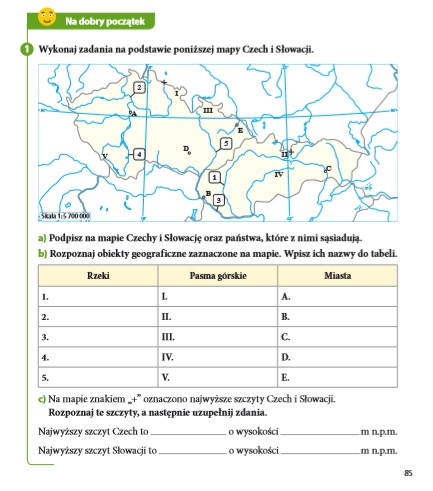 Na dobry początek
1 Wykonaj zadania na podstawie poniższej mapy Czech i Słowacji.
2
I
A
III
E
5
D
4
V
II
C
1
IV
B
3
Skala 1:5 700 000
a) Podpisz na mapie Czechy i Słowację oraz państwa, które z nimi sąsiadują.
b) Rozpoznaj obiekty geograficzne zaznaczone na mapie. Wpisz ich nazwy do tabeli.
Rzeki Pasma górskie Miasta
1. I. A.
2. II. B.
3. III. C.
4. IV. D.
5. V. E.
c) Na mapie znakiem „+” oznaczono najwyższe szczyty Czech i Słowacji.
Rozpoznaj te szczyty, a następnie uzupełnij zdania.
Najwyższy szczyt Czech to ____________ o wysokości ____________ m n.p.m.
Najwyższy szczyt Słowacji to ____________ o wysokości ____________ m n.p.m.
85